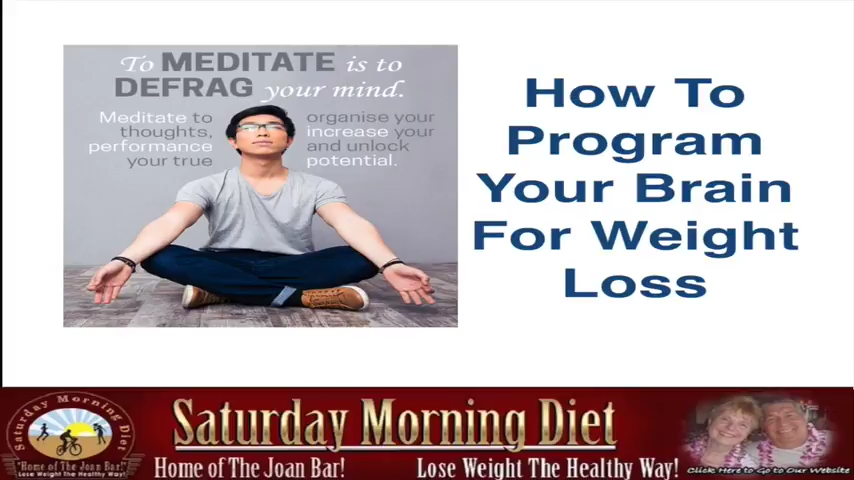 To MEDITATE is to
DEFRAG your mind.
Meditate to organise your
thoughts, increase your
performance and unlock
your true potential.
How To
Program
Your Brain
For Weight
Loss
Saturday Morning Diet
"Home of The Joan Bar!"
Lose Weight The Healthy Way!
Saturday Morning Diet
Home of The Joan Bar! Lose Weight The Healthy Way!
Click Here to Go to Our Website